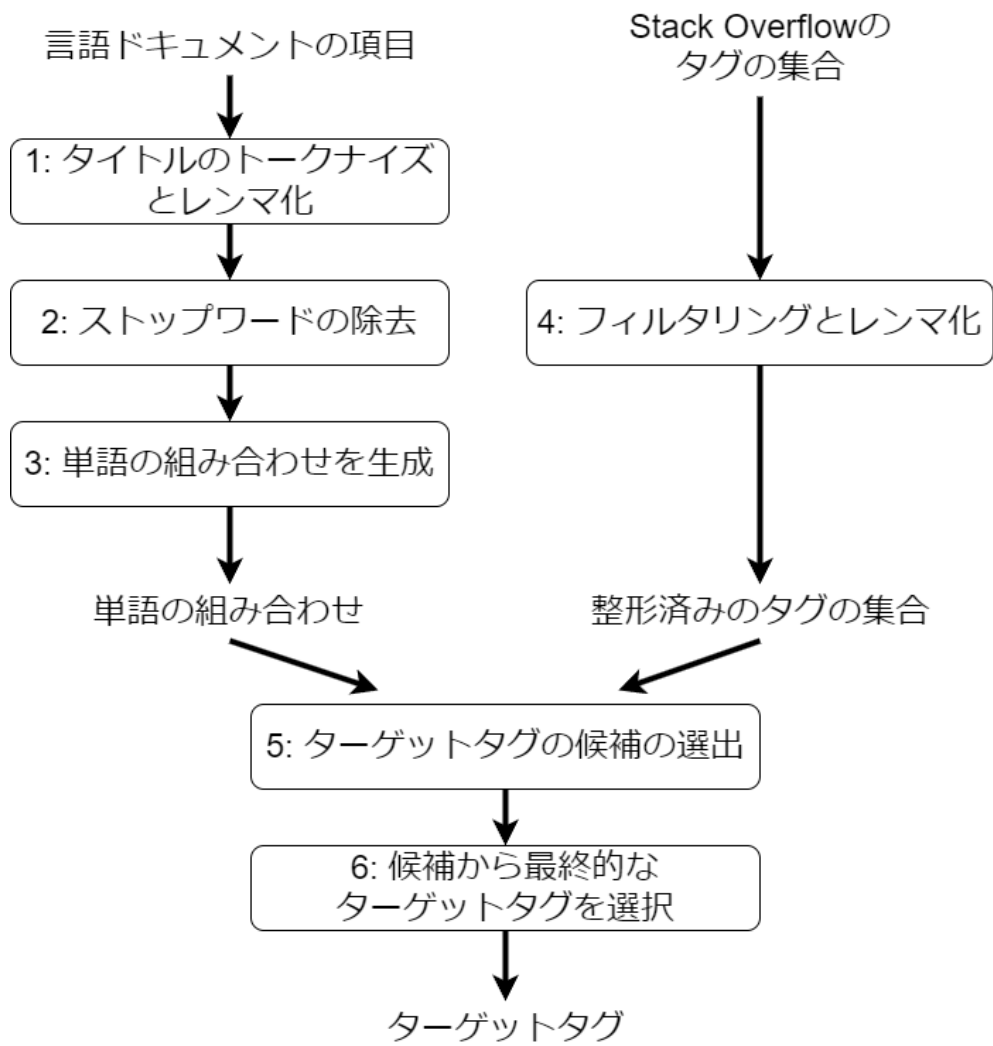 言語ドキュメントの項目
Stack Overflowの
タグの集合
1: タイトルのトークナイズ
とレンマ化
2: ストップワードの除去
4: フィルタリングとレンマ化
3: 単語の組み合わせを生成
単語の組み合わせ
整形済みのタグの集合
5: ターゲットタグの候補の選出
6: 候補から最終的な
ターゲットタグを選択
ターゲットタグ